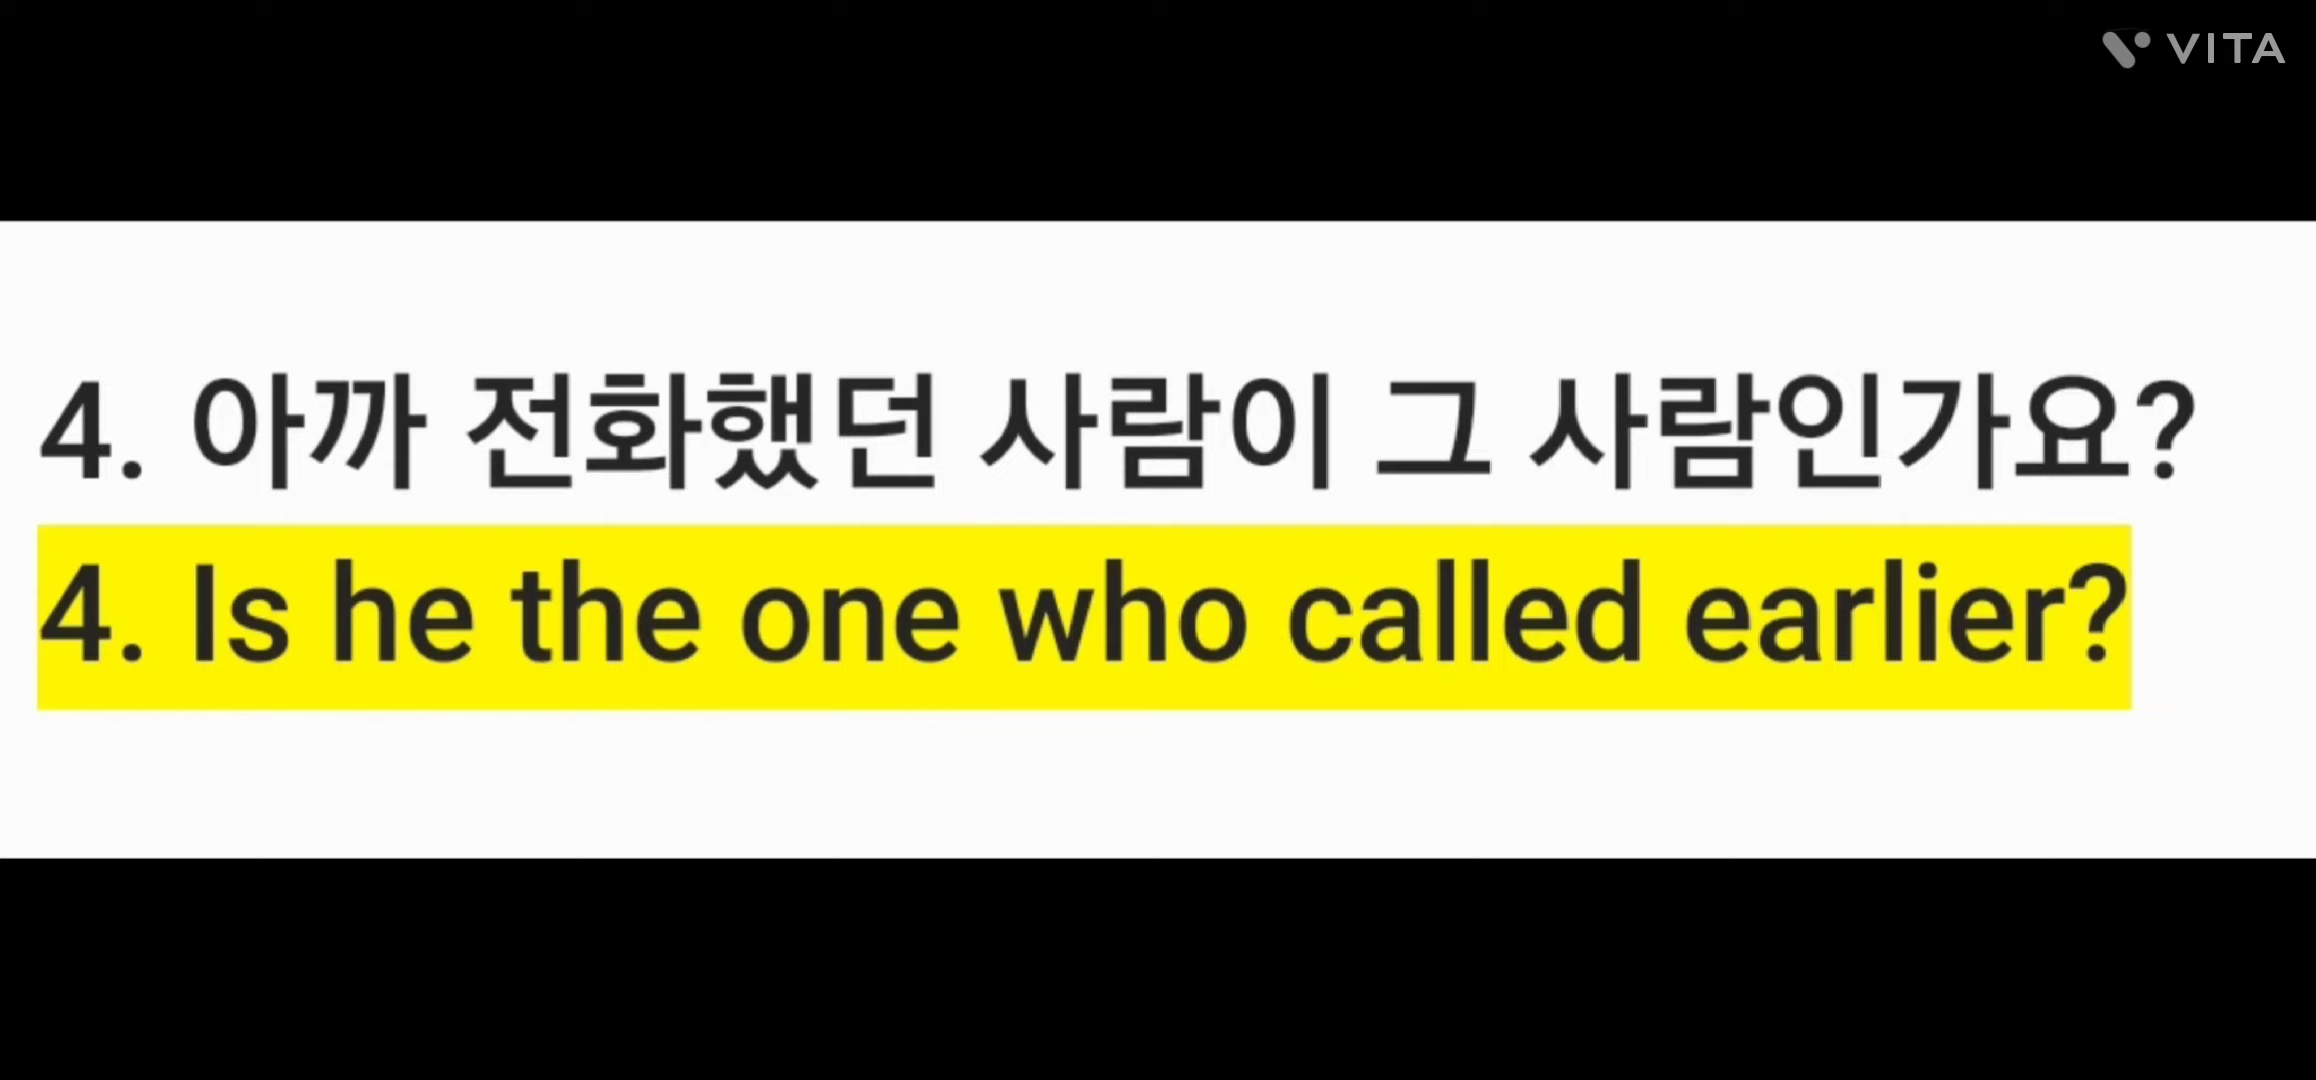 VITA
4. 아까 전화했던 사람이 그 사람인가요?
4. Is he the one who called earlier?